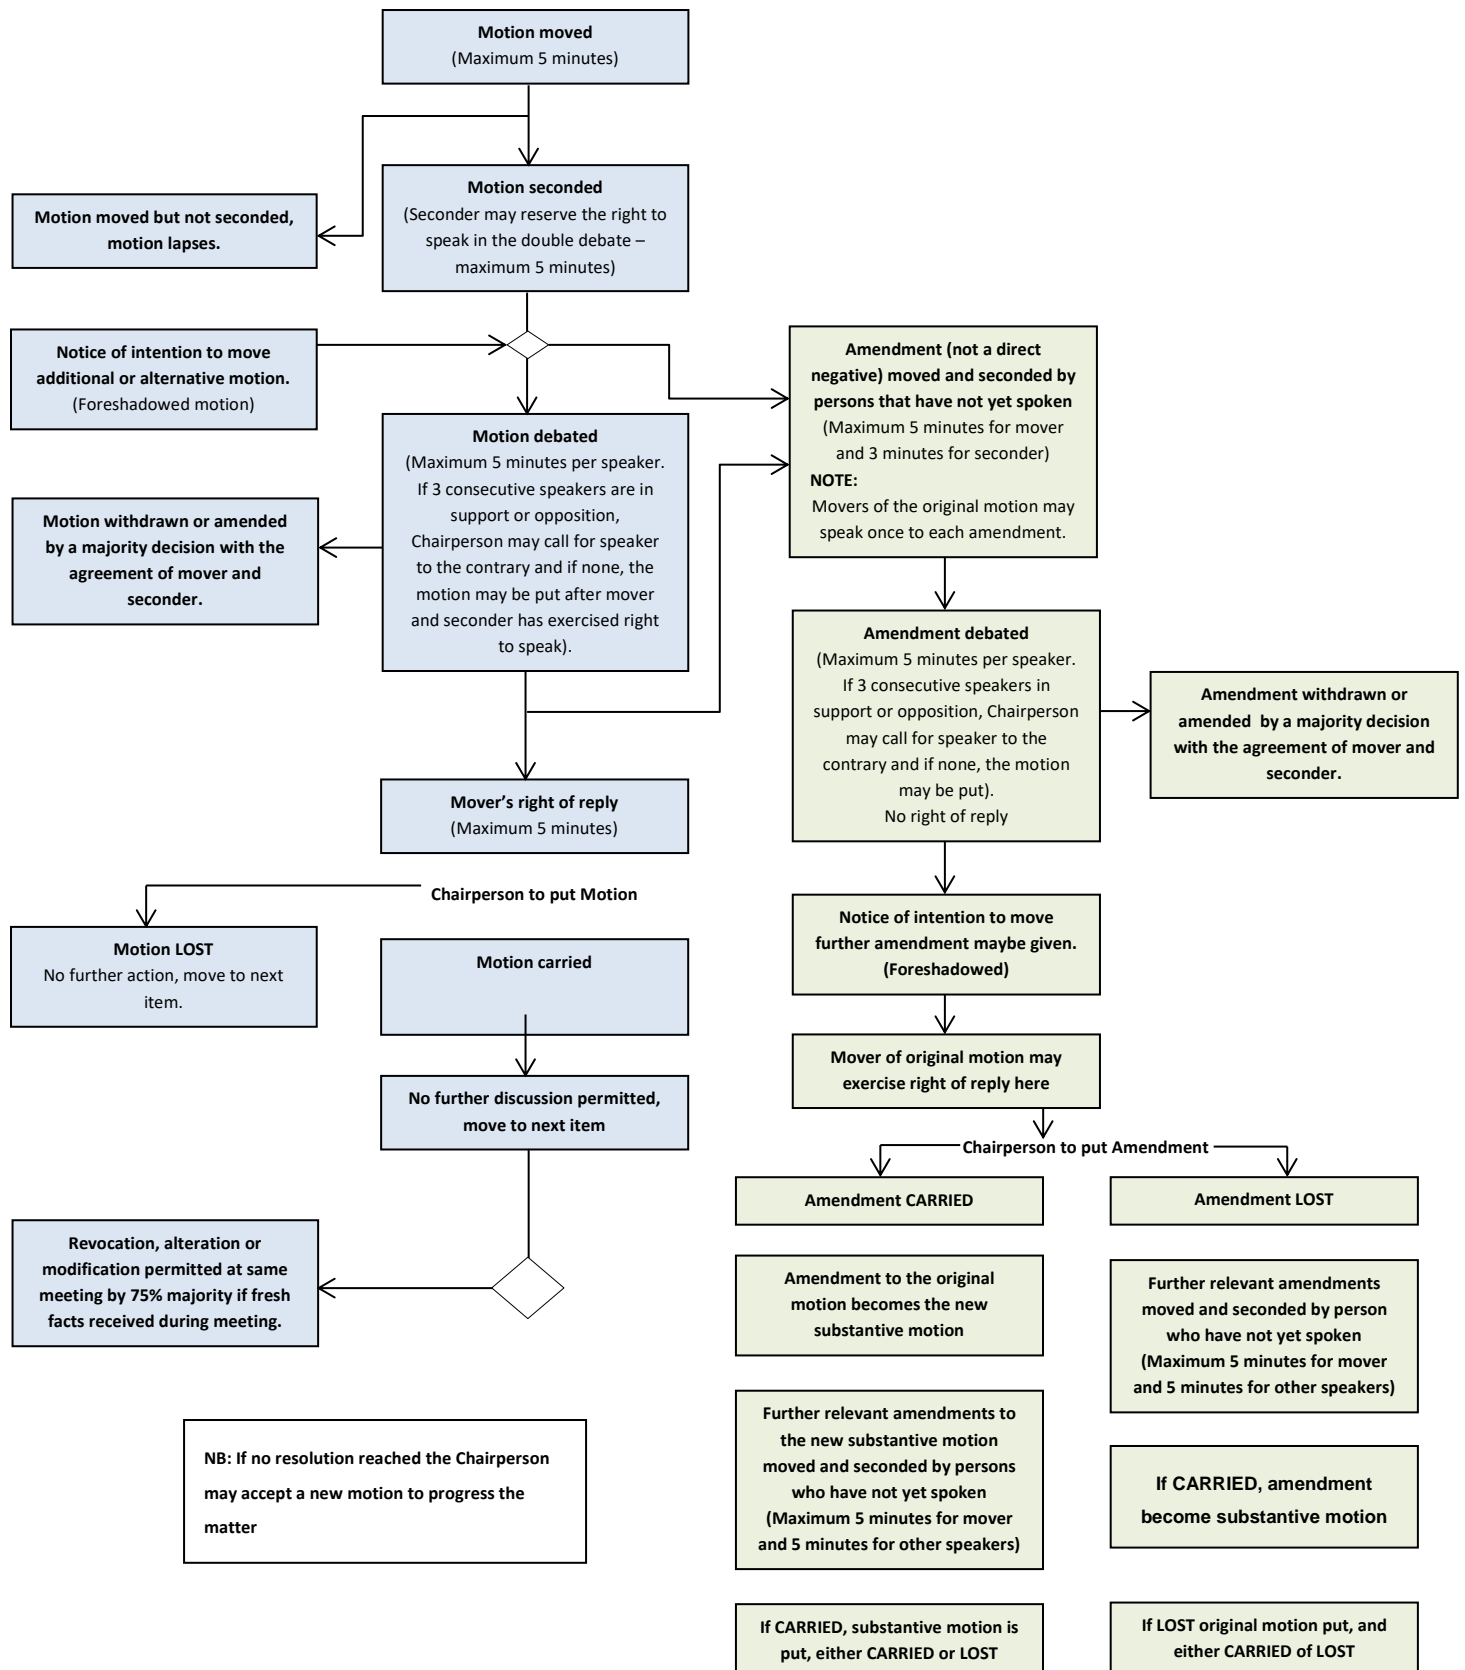 Motion moved
(Maximum 5 minutes)
Motion seconded
(Seconder may reserve the right to
speak in the double debate –
maximum 5 minutes)
Motion moved but not seconded,
motion lapses.
Notice of intention to move
additional or alternative motion.
(Foreshadowed motion)
Motion debated
(Maximum 5 minutes per speaker.
If 3 consecutive speakers are in
support or opposition,
Chairperson may call for speaker
to the contrary and if none, the
motion may be put after mover
and seconder has exercised right
to speak).
Motion withdrawn or amended
by a majority decision with the
agreement of mover and
seconder.
Mover’s right of reply
(Maximum 5 minutes)
Chairperson to put Motion
Motion LOST
No further action, move to next
item.
Motion carried
No further discussion permitted,
move to next item
Revocation, alteration or
modification permitted at same
meeting by 75% majority if fresh
facts received during meeting.
NB: If no resolution reached the Chairperson
may accept a new motion to progress the
matter
Amendment (not a direct
negative) moved and seconded by
persons that have not yet spoken
(Maximum 5 minutes for mover
and 3 minutes for seconder)
NOTE:
Movers of the original motion may
speak once to each amendment.
Amendment debated
(Maximum 5 minutes per speaker.
If 3 consecutive speakers in
support or opposition, Chairperson
may call for speaker to the
contrary and if none, the motion
may be put).
No right of reply
Amendment withdrawn or
amended by a majority decision
with the agreement of mover and
seconder.
Notice of intention to move
further amendment maybe given.
(Foreshadowed)
Mover of original motion may
exercise right of reply here
Chairperson to put Amendment
Amendment CARRIED
Amendment to the original
motion becomes the new
substantive motion
Further relevant amendments to
the new substantive motion
moved and seconded by persons
who have not yet spoken
(Maximum 5 minutes for mover
and 5 minutes for other speakers)
If CARRIED, substantive motion is
put, either CARRIED or LOST
Amendment LOST
Further relevant amendments
moved and seconded by person
who have not yet spoken
(Maximum 5 minutes for mover
and 5 minutes for other speakers)
If CARRIED, amendment
become substantive motion
If LOST original motion put, and
either CARRIED of LOST